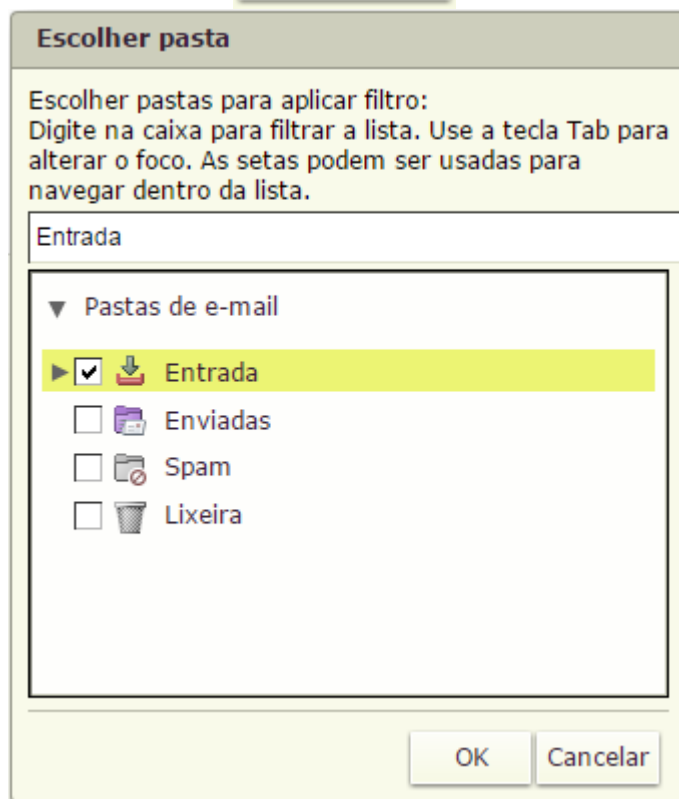 Escolher pasta
Escolher pastas para aplicar filtro:
Digite na caixa para filtrar a lista. Use a tecla Tab para
alterar o foco. As setas podem ser usadas para
navegar dentro da lista.
Entrada
Pastas de e-mail
Entrada
Enviadas
Spam
Lixeira
OK
Cancelar